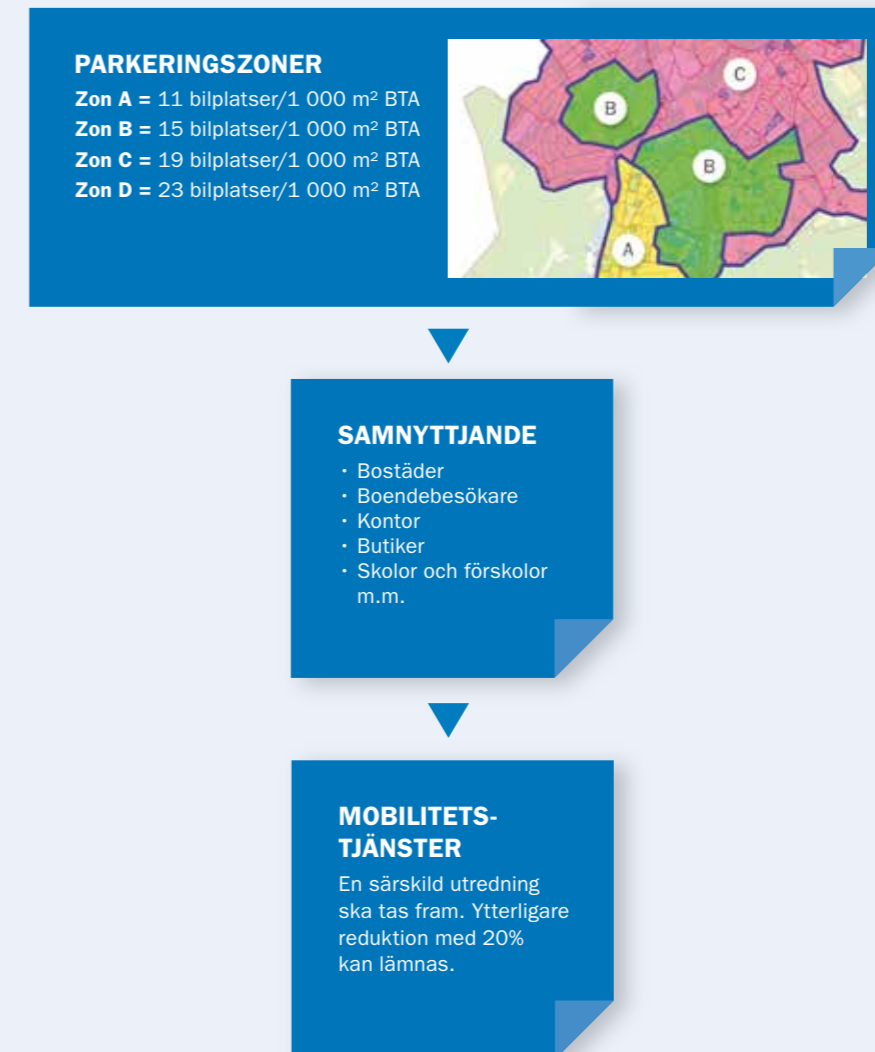 PARKERINGSZONER
Zon A = 11 bilplatser/1 000 m² BTA
Zon B = 15 bilplatser/1 000 m² BTA
Zon C = 19 bilplatser/1 000 m² BTA
Zon D = 23 bilplatser/1 000 m² BTA
C
B
B
A
SAMNYTTJANDE
· Bostäder
· Boendebesökare
· Kontor
· Butiker
· Skolor och förskolor
m.m.
MOBILITETS-
TJÄNSTER
En särskild utredning
ska tas fram. Ytterligare
reduktion med 20%
kan lämnas.